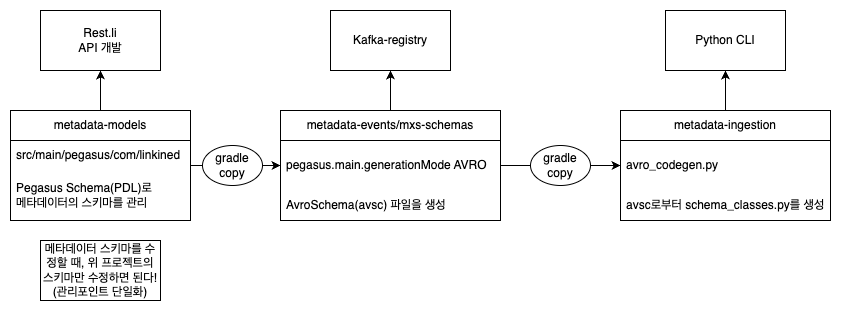 Rest.li
API 개발
Kafka-registry
Python CLI
metadata-models
src/main/pegasus/com/linkined
Pegasus Schema(PDL)로
메타데이터의 스키마를 관리
gradle
copy
metadata-events/mxs-schemas
pegasus.main.generationMode AVRO
AvroSchema(avsc) 파일을 생성
gradle
copy
metadata-ingestion
avro_codegen.py
avsc로부터 schema_classes.py를 생성
메타데이터 스키마를 수
정할 때, 위 프로젝트의
스키마만 수정하면 된다!
(관리포인트 단일화)